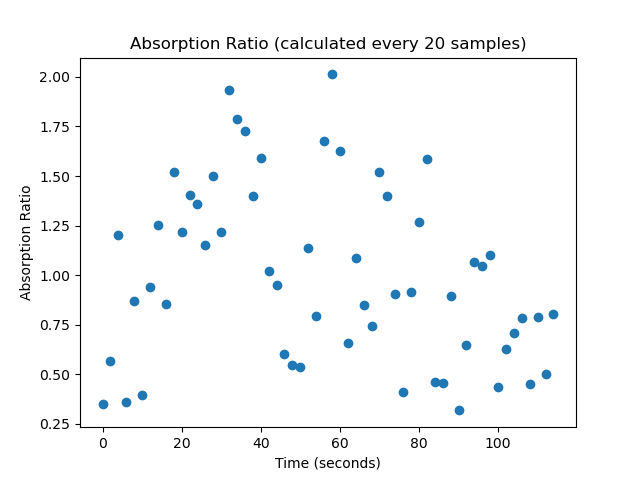 Absorption Ratio (calculated every 20 samples)
2.00
1.75
1.50
1.25
1.00
0.75
0.50
0.25
Absorption Ratio
0 20 40 60 80 100
Time (seconds)